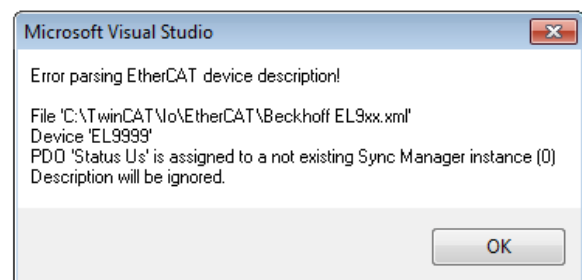 Microsoft Visual Studio
Error parsing EtherCAT device description!
File 'C:\TwinCAT\Io\EtherCAT\Beckhoff EL9xx.xml'
Device 'EL9999'
PDO 'Status Us' is assigned to a not existing Sync Manager instance (0)
Description will be ignored.
OK